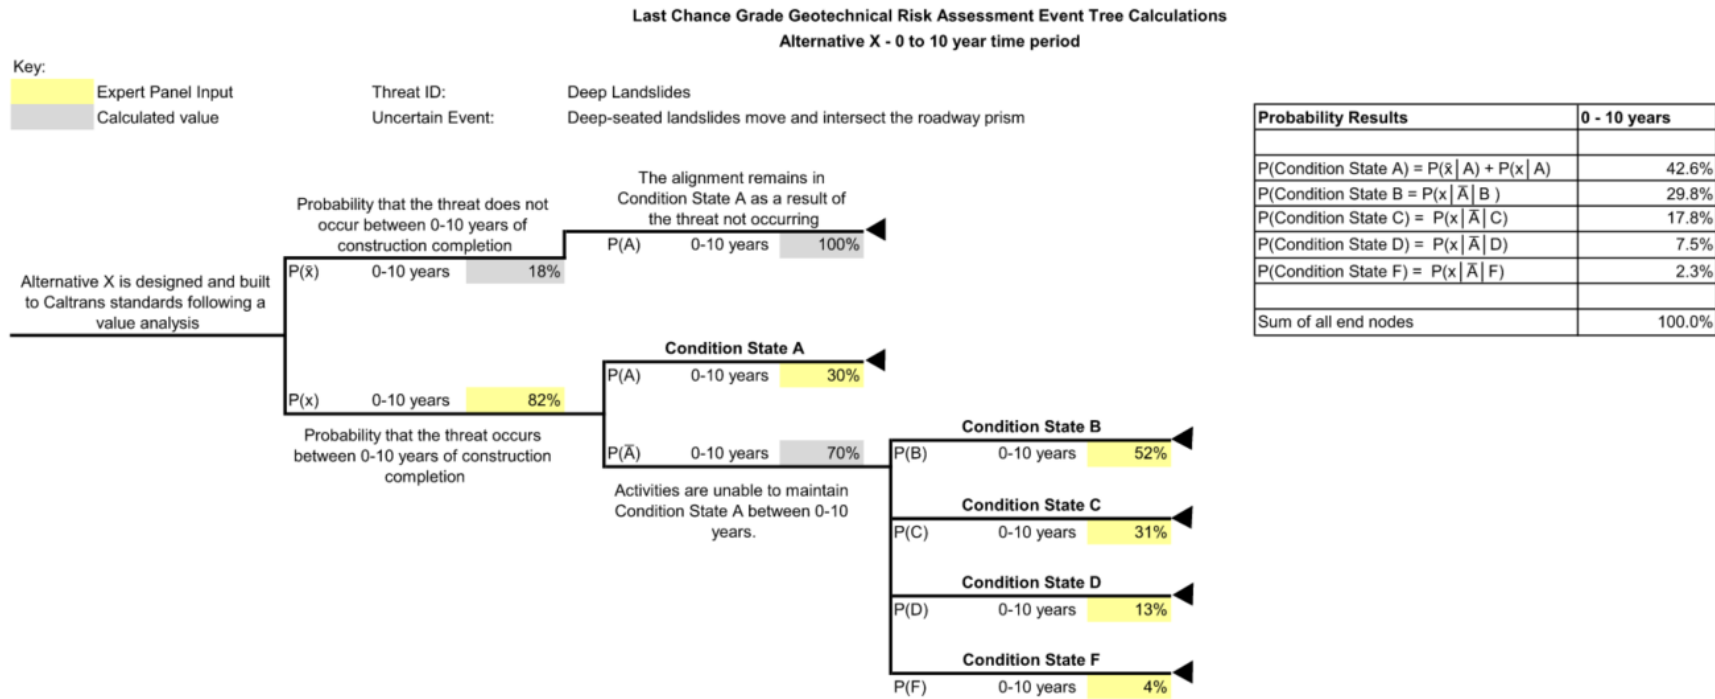 Last Chance Grade Geotechnical Risk Assessment Event Tree Calculations
Alternative X - 0 to 10 year time period
Key:
Expert Panel Input
Calculated value
Threat ID: Deep Landslides
Uncertain Event: Deep-seated landslides move and intersect the roadway prism
Probability Results 0 - 10 years
P(Condition State A) = P(x̄|A) + P(x|A) 42.6%
P(Condition State B = P(x|A̅|B ) 29.8%
P(Condition State C) = P(x|A̅|C) 17.8%
P(Condition State D) = P(x|A̅|D) 7.5%
P(Condition State F) = P(x|A̅|F) 2.3%
Sum of all end nodes 100.0%
Alternative X is designed and built
to Caltrans standards following a
value analysis
Probability that the threat does not
occur between 0-10 years of
construction completion
P(x̄) 0-10 years 18%
The alignment remains in
Condition State A as a result of
the threat not occurring
P(A) 0-10 years 100%
P(x) 0-10 years 82%
Probability that the threat occurs
between 0-10 years of construction
completion
Condition State A
P(A) 0-10 years 30%
P(A̅) 0-10 years 70%
Activities are unable to maintain
Condition State A between 0-10
years.
Condition State B
P(B) 0-10 years 52%
Condition State C
P(C) 0-10 years 31%
Condition State D
P(D) 0-10 years 13%
Condition State F
P(F) 0-10 years 4%